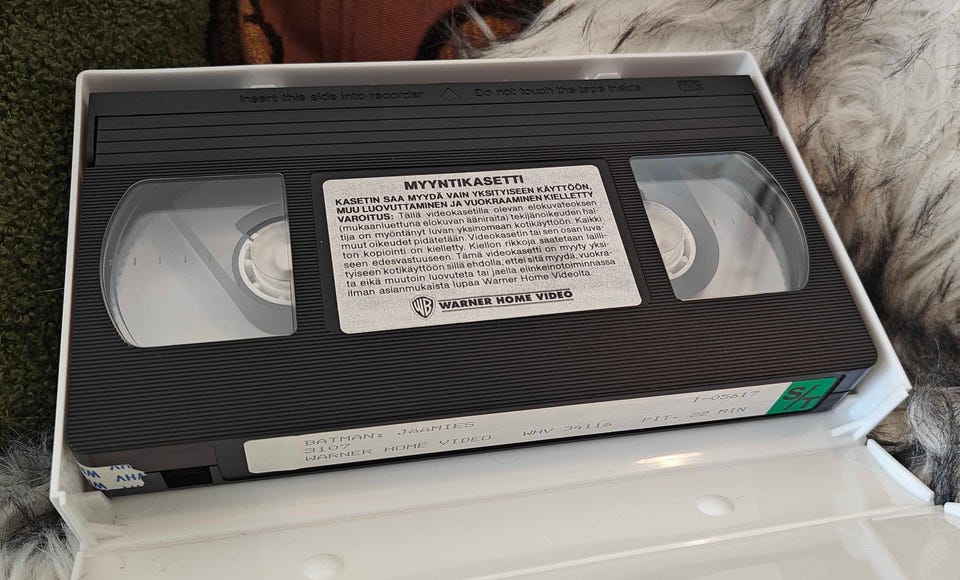 Insert this side into recorder Do not touch the tape inside VHS
MYYNTIKASETTI
KASETIN SAA MYYDÄ VAIN YKSITYISEEN KÄYTTÖÖN,
MUU LUOVUTTAMINEN JA VUOKRAAMINEN KIELLETTY
VAROITUS: Tällä videokasetilla olevan elokuvateoksen
(mukaanluettuna elokuvan ääniraita) tekijänoikeuden hal-
tija on myöntänyt luvan yksinomaan kotikäyttöön. Kaikki
muut oikeudet pidätetään. Videokasetin tai sen osan luva-
ton kopiointi on kielletty. Kiellon rikkoja saatetaan lailli-
seen edesvastuuseen. Tämä videokasetti on myyty yksi-
tyiseen kotikäyttöön sillä ehdolla, ettei sitä myydä, vuokra-
ta eikä muutoin luovuteta tai jaella elinkeinotoiminnassa
ilman asianmukaista lupaa Warner Home Videolta.
WB WARNER HOME VIDEO
BATMAN: JÄÄMIES I-05617
3107
WARNER HOME VIDEO WHV 34116 PIT. 22 MIN
S/T
WHV